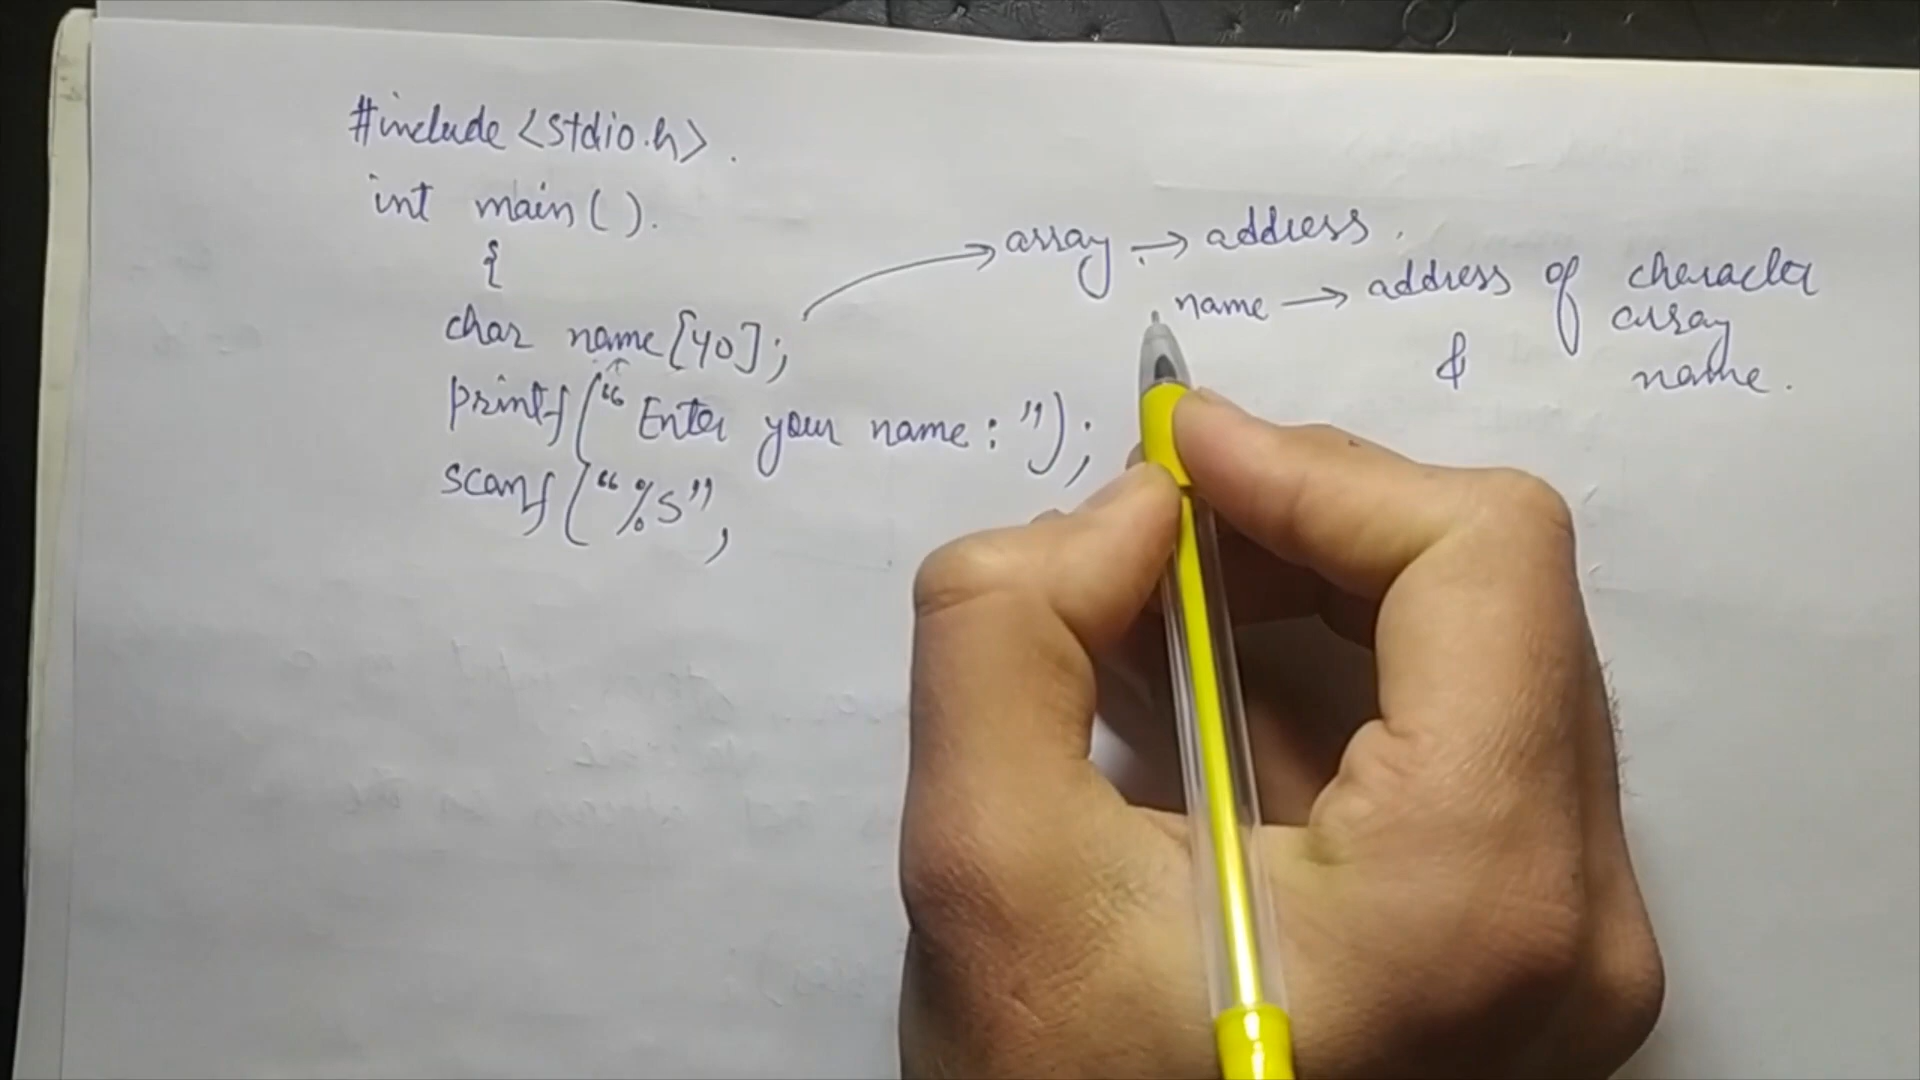 #include <stdio.h>.
int main().
{
char name[40];
printf("Enter your name: ");
scanf("%s",
array → address.
name → address of character
array
& name.